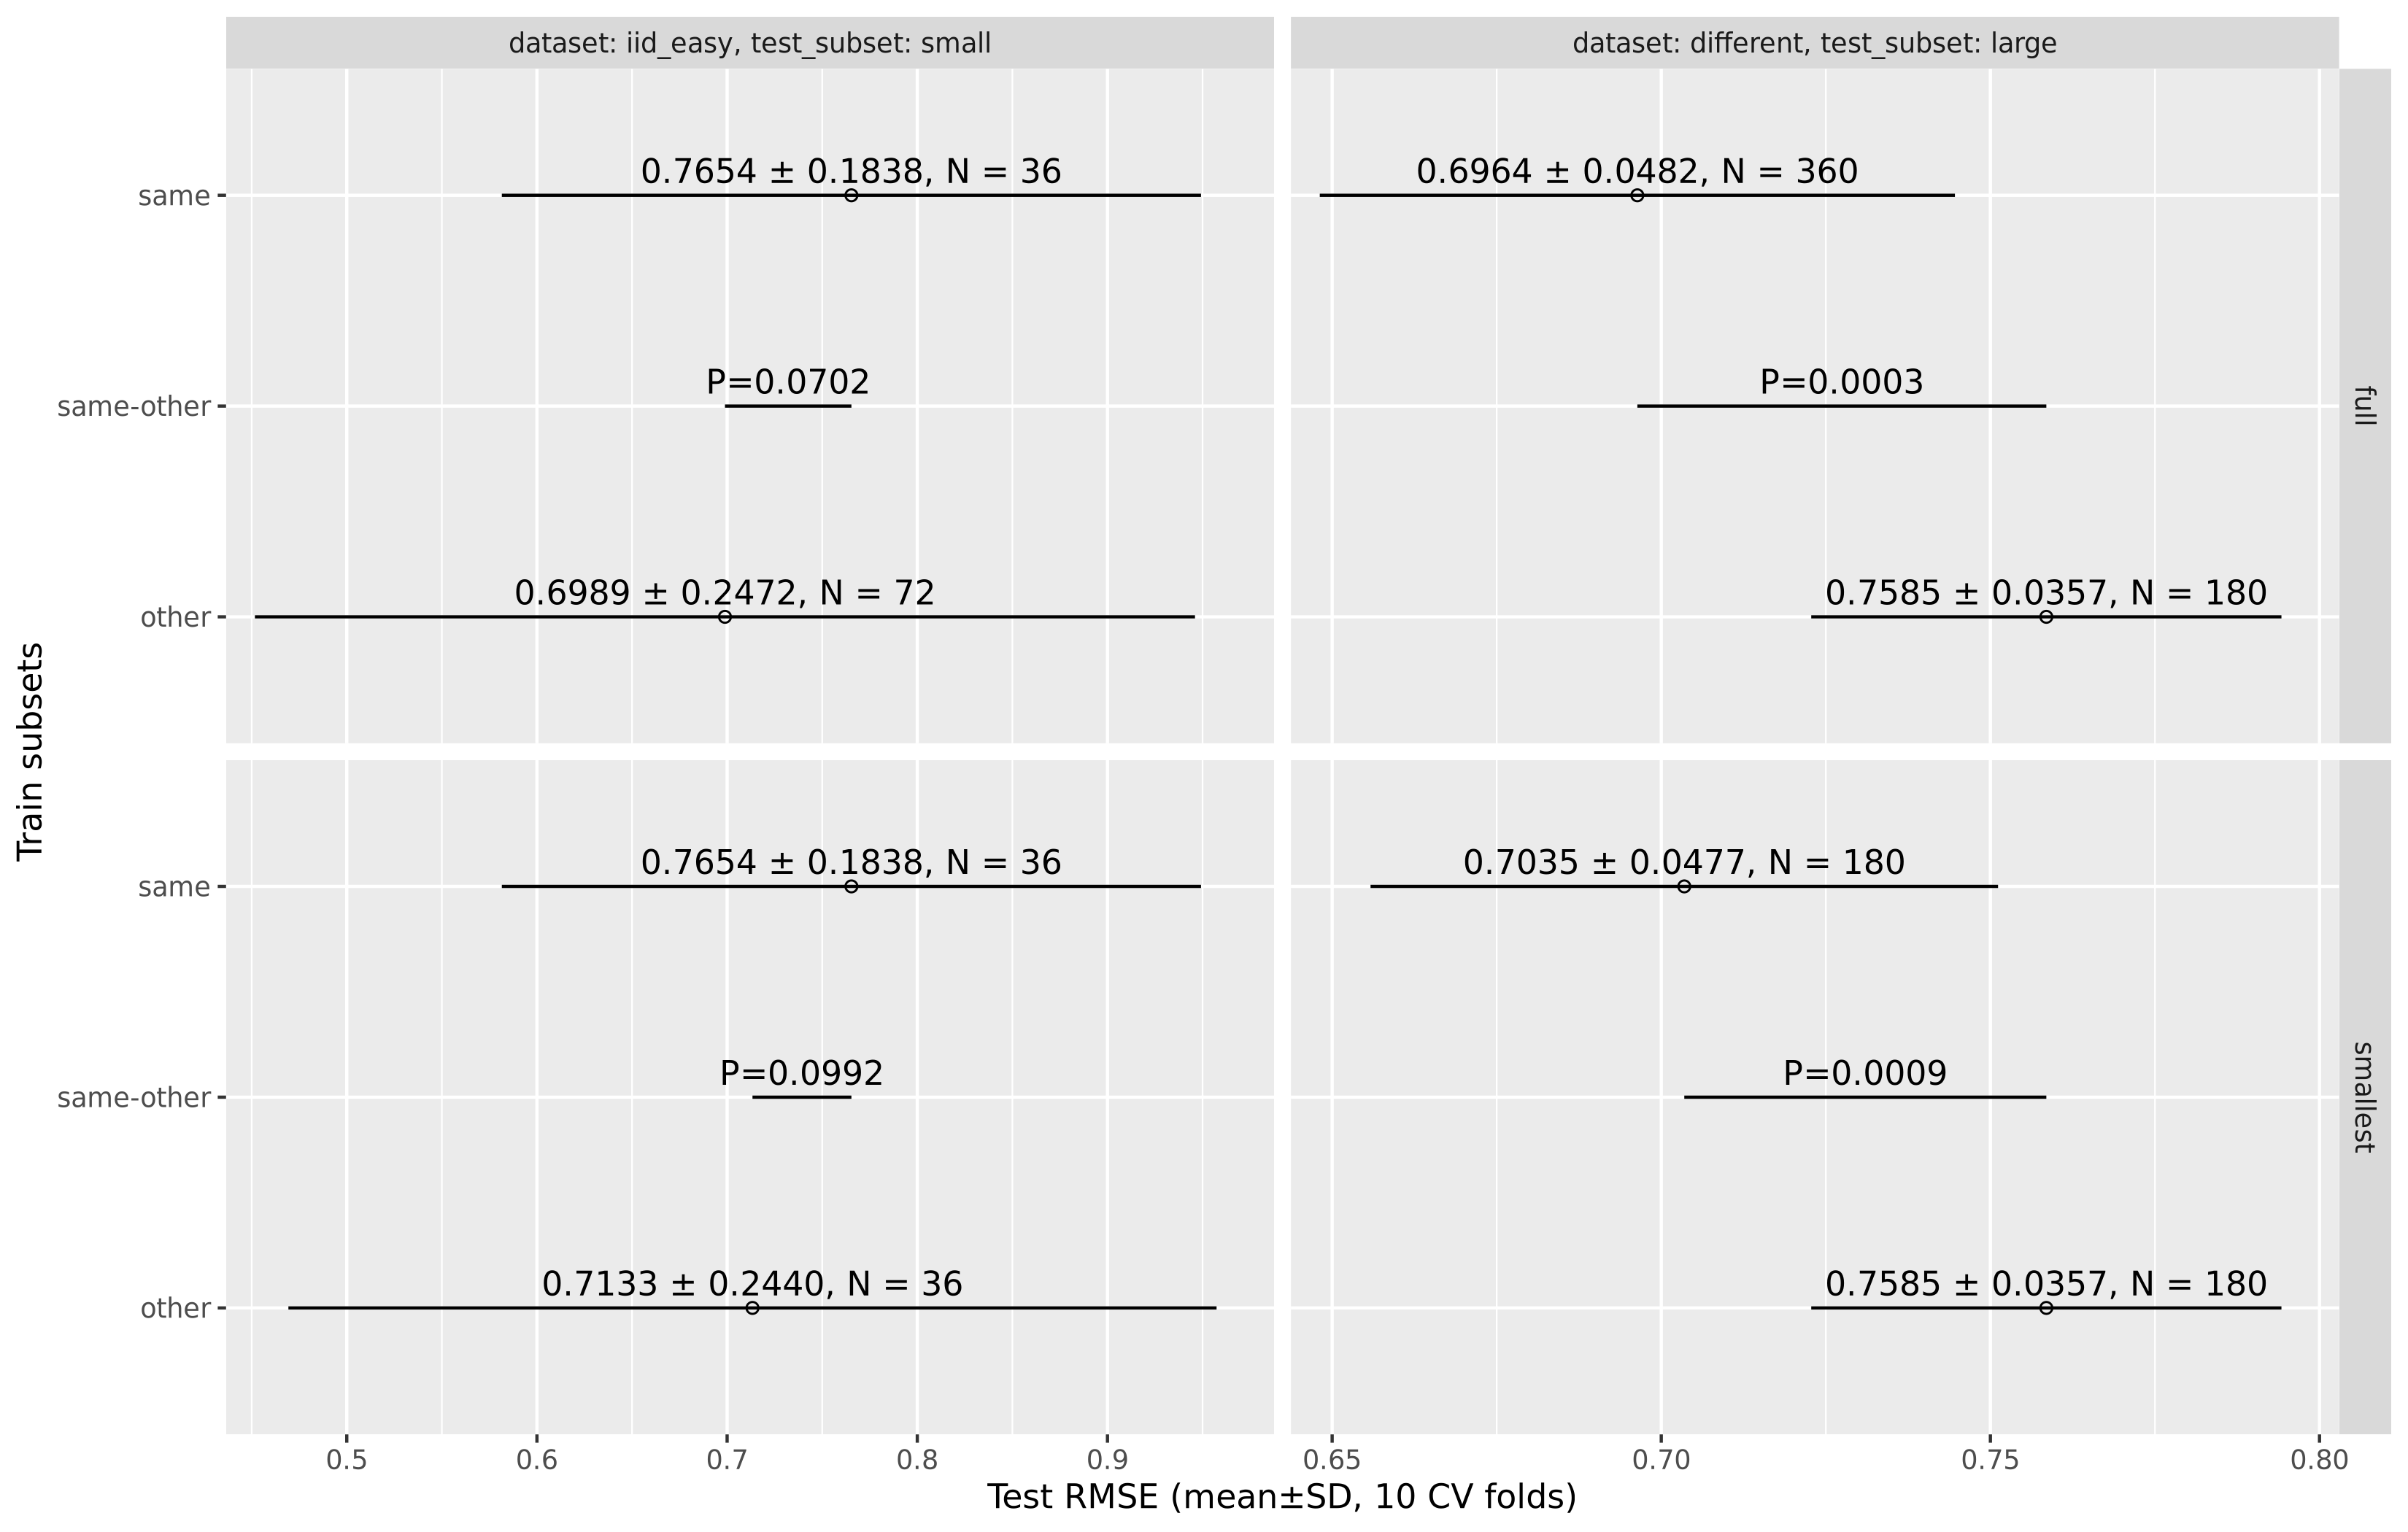 dataset: iid_easy, test_subset: small
dataset: different, test_subset: large
Train subsets
same
0.7654 ± 0.1838, N = 36
0.6964 ± 0.0482, N = 360
same-other
P=0.0702
P=0.0003
full
other
0.6989 ± 0.2472, N = 72
0.7585 ± 0.0357, N = 180
same
0.7654 ± 0.1838, N = 36
0.7035 ± 0.0477, N = 180
same-other
P=0.0992
P=0.0009
smallest
other
0.7133 ± 0.2440, N = 36
0.7585 ± 0.0357, N = 180
0.5 0.6 0.7 0.8 0.9
0.65 0.70 0.75 0.80
Test RMSE (mean±SD, 10 CV folds)